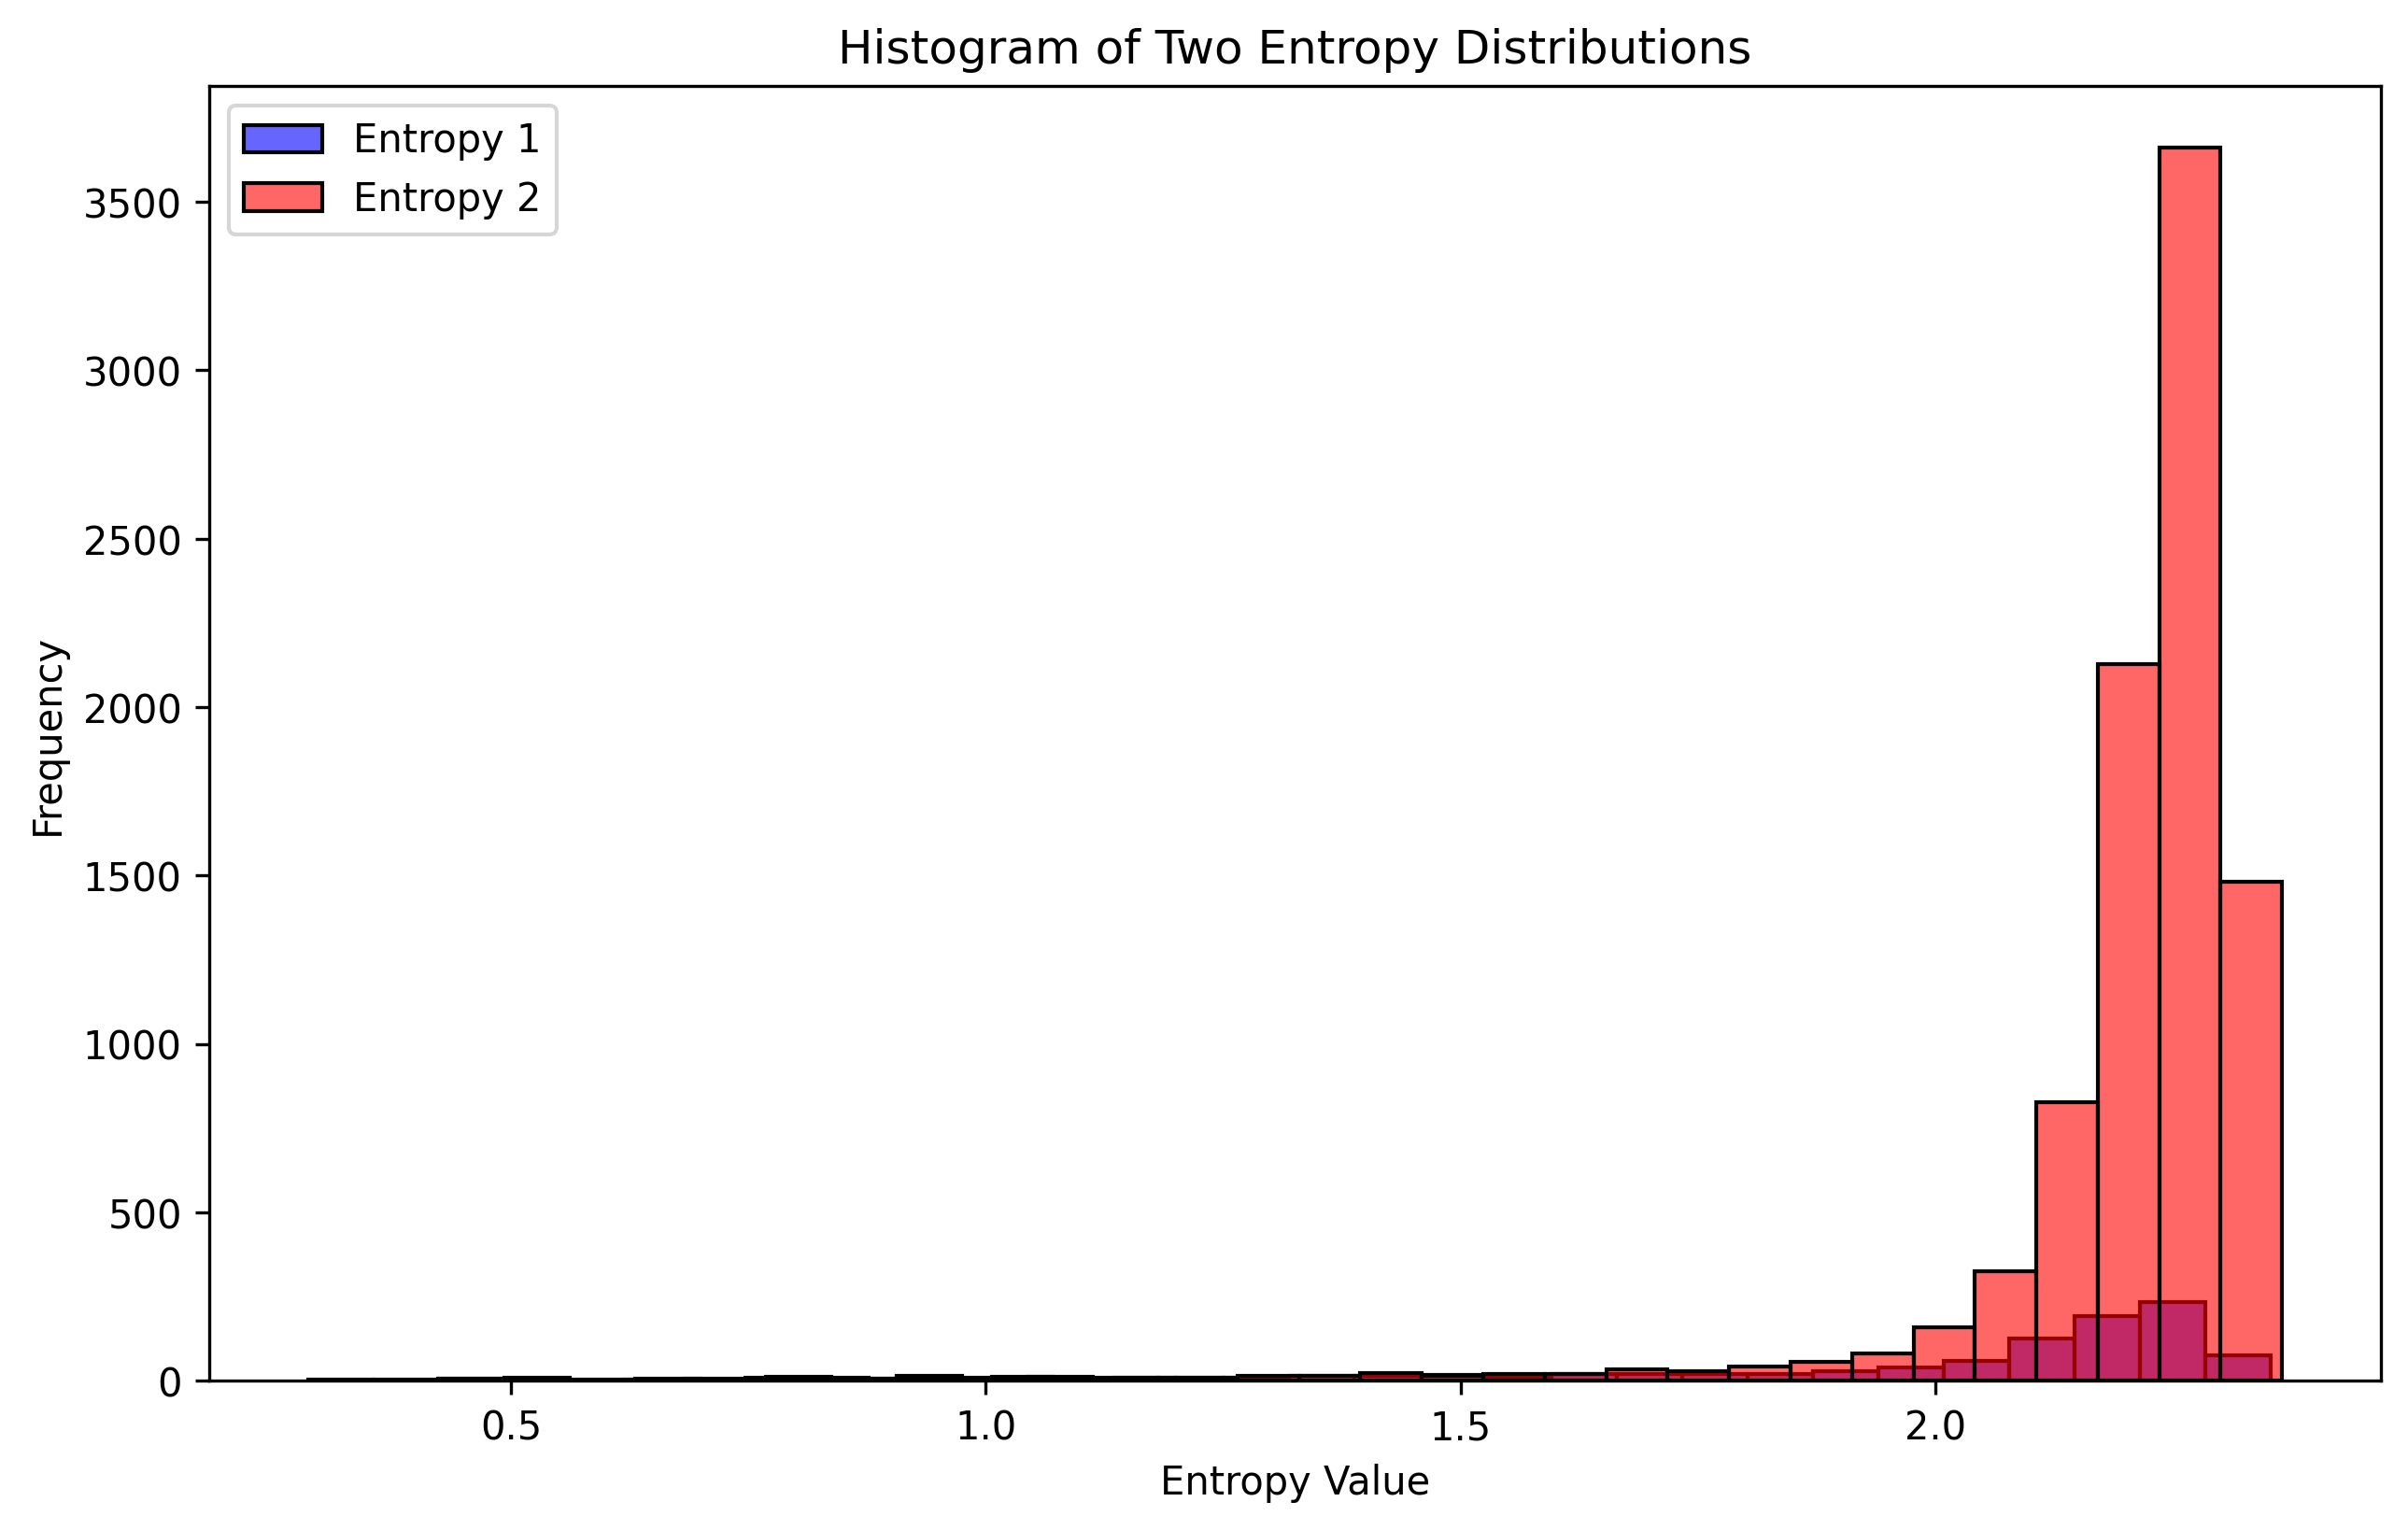 Histogram of Two Entropy Distributions
Entropy 1
Entropy 2
3500
3000
2500
2000
1500
1000
500
0
Frequency
0.5
1.0
1.5
2.0
Entropy Value